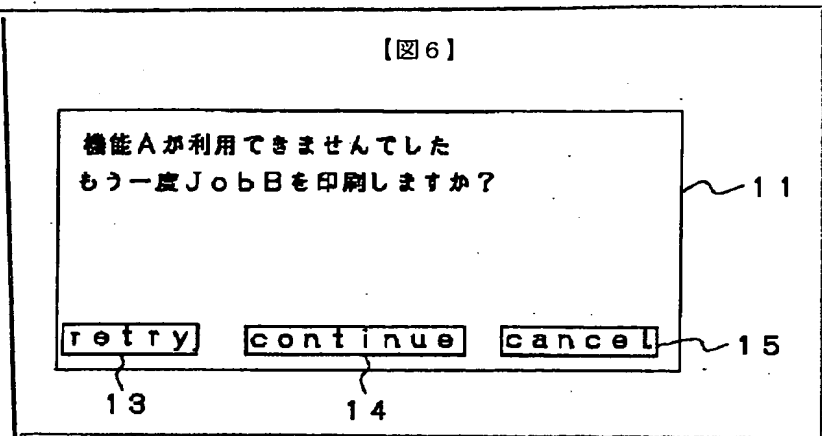 【図6】
機能Aが利用できませんでした
もう一度JobBを印刷しますか?
11
retry
continue
cancel
15
13
14